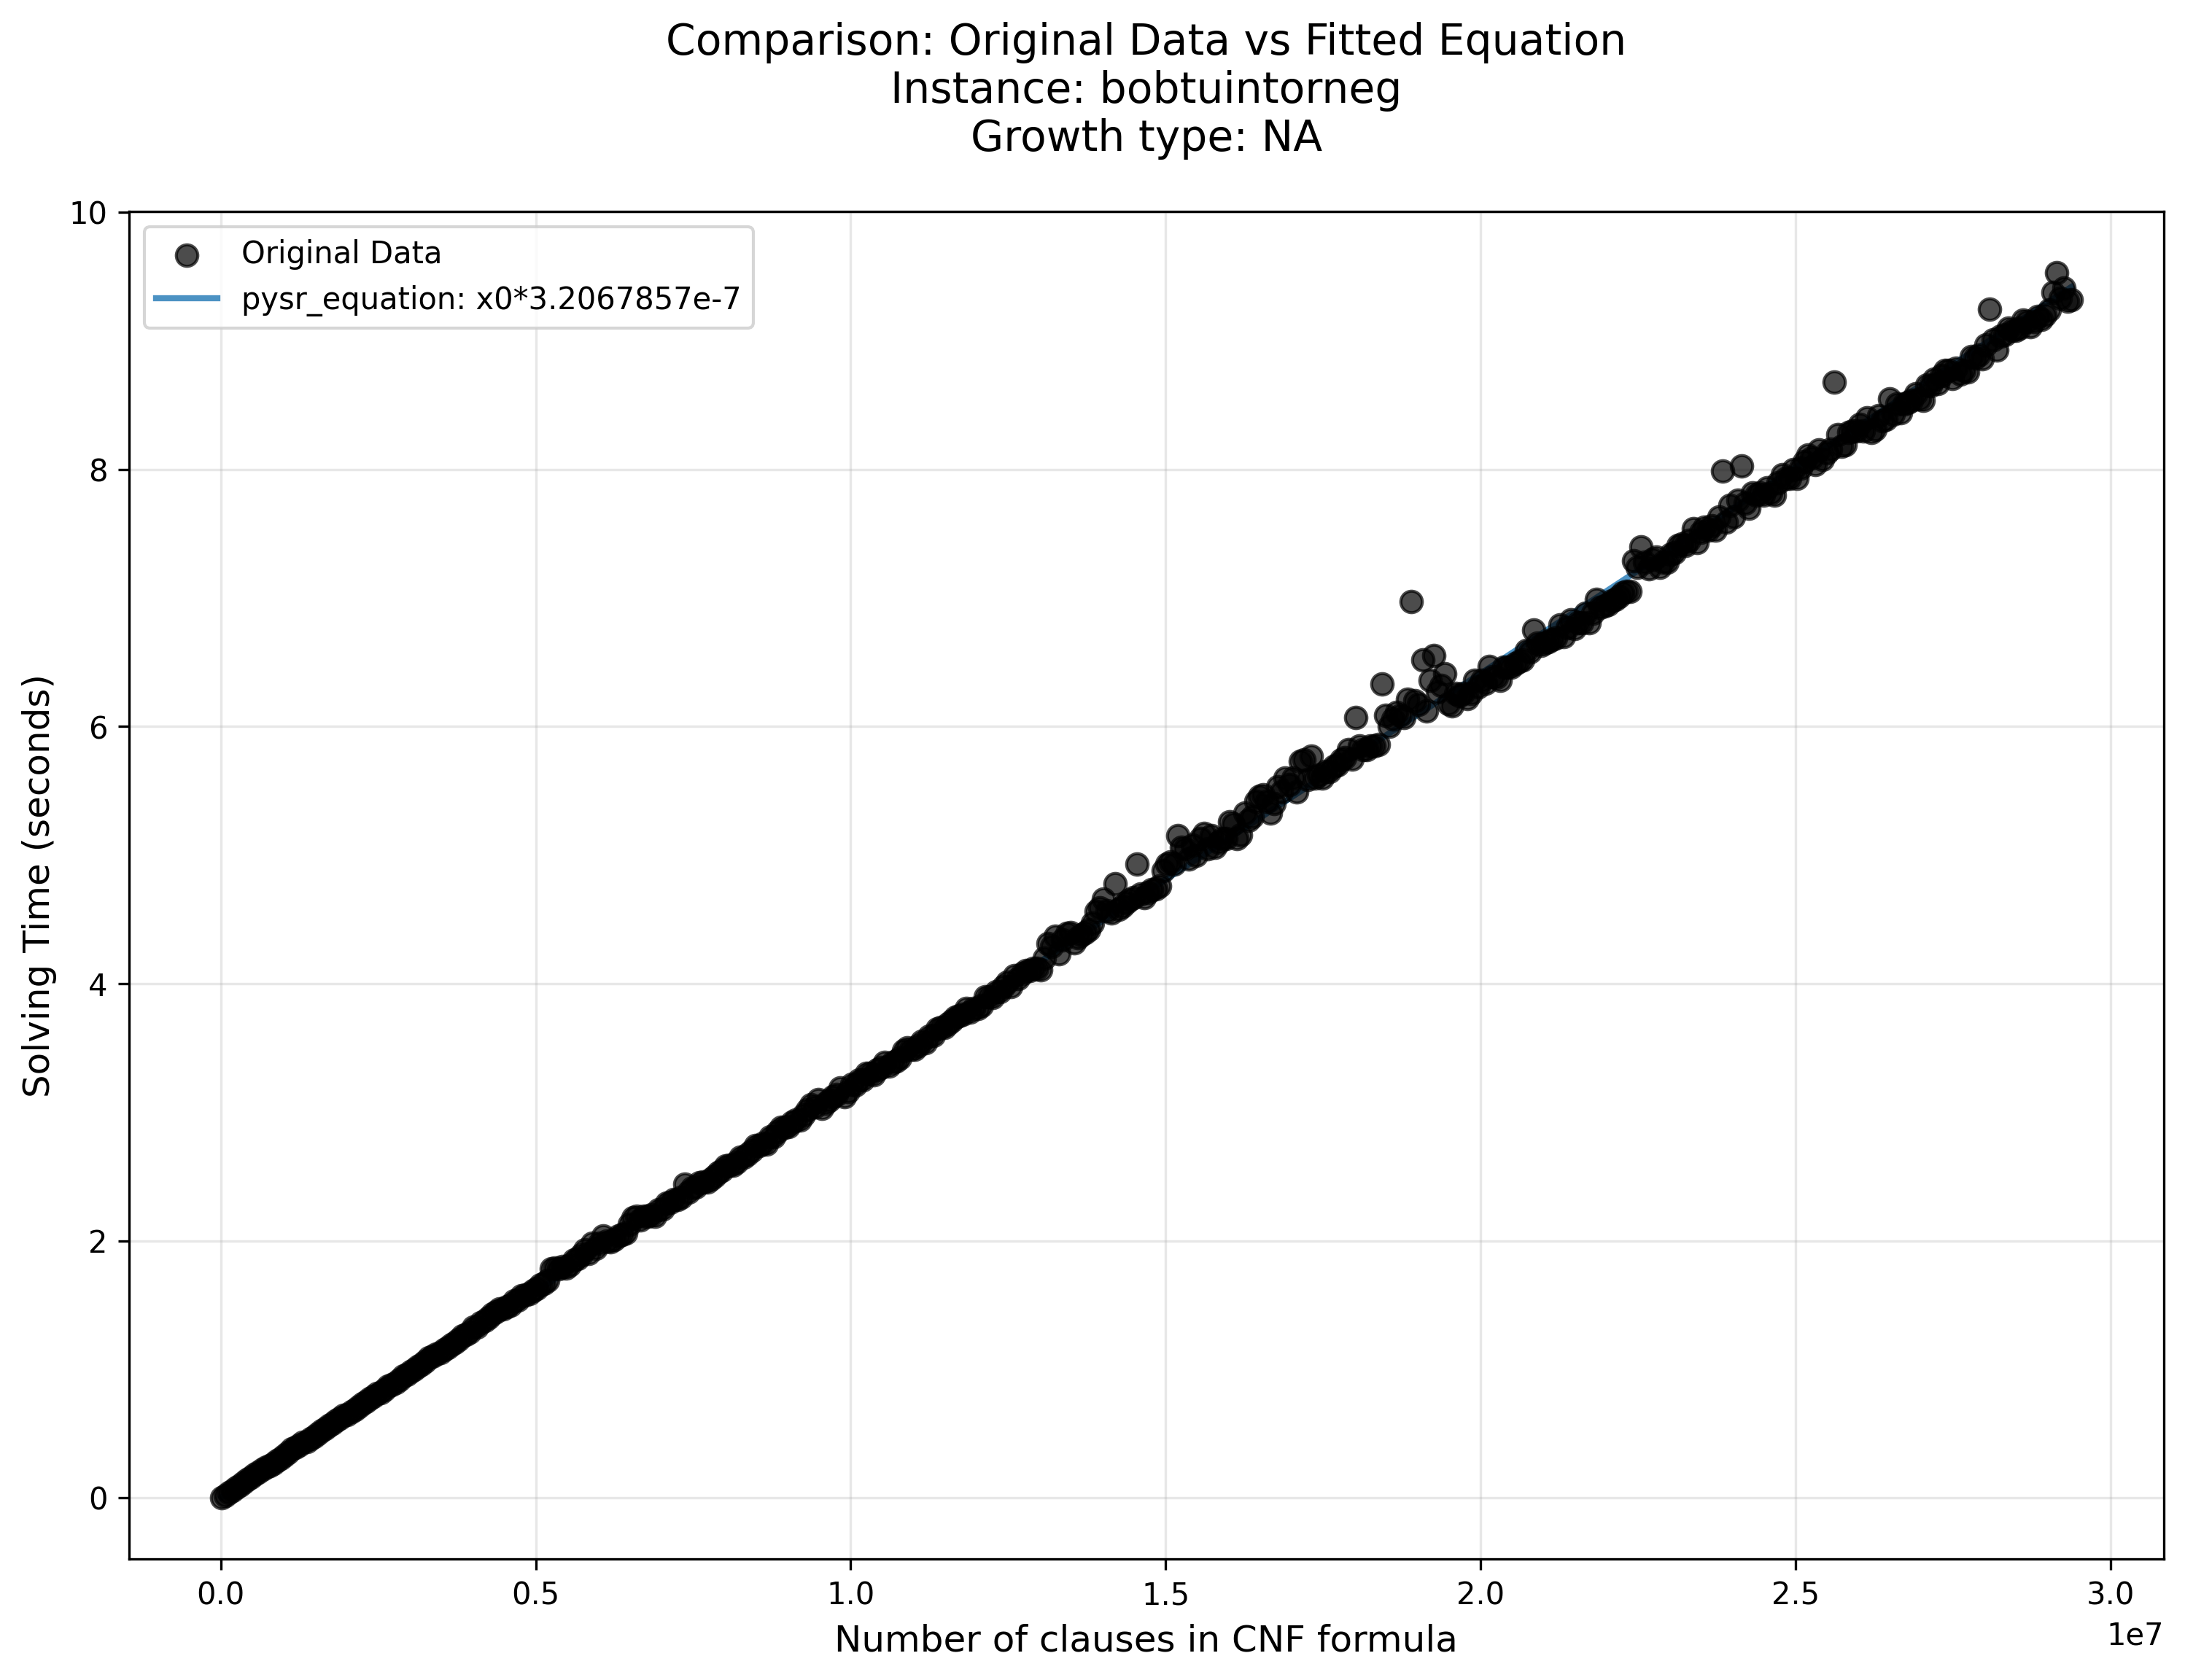 Comparison: Original Data vs Fitted Equation
Instance: bobtuintorneg
Growth type: NA
Original Data
pysr_equation: x0*3.2067857e-7
Solving Time (seconds)
10
8
6
4
2
0
0.0 0.5 1.0 1.5 2.0 2.5 3.0
1e7
Number of clauses in CNF formula